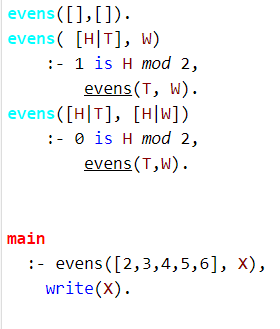 evens([],[]).
evens( [H|T], W)
    :- 1 is H mod 2,
       evens(T, W).
evens([H|T], [H|W])
    :- 0 is H mod 2,
       evens(T,W).
main
  :- evens([2,3,4,5,6], X),
    write(X).